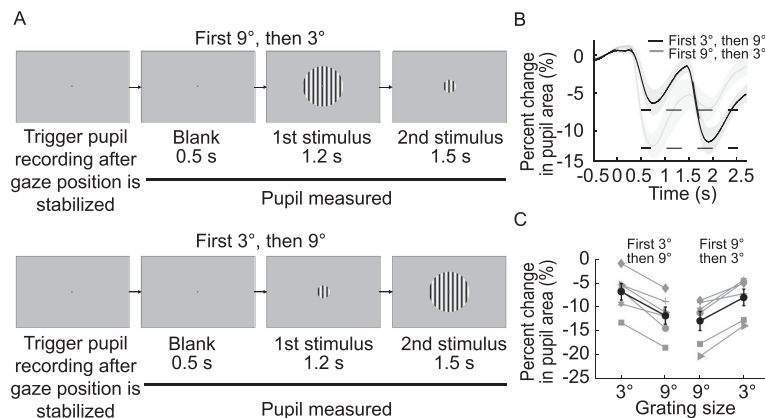 A
First 9°, then 3°
Trigger pupil
recording after
gaze position is
stabilized
Blank
0.5 s
1st stimulus
1.2 s
2nd stimulus
1.5 s
Pupil measured
First 3°, then 9°
Trigger pupil
recording after
gaze position is
stabilized
Blank
0.5 s
1st stimulus
1.2 s
2nd stimulus
1.5 s
Pupil measured
B
First 3°, then 9°
First 9°, then 3°
Percent change
in pupil area (%)
0
-5
-10
-15
-0.5 0 0.5 1.0 1.5 2.0 2.5
Time (s)
C
First 3°
then 9°
First 9°
then 3°
Percent change
in pupil area (%)
0
-5
-10
-15
-20
-25
3° 9° 9° 3°
Grating size